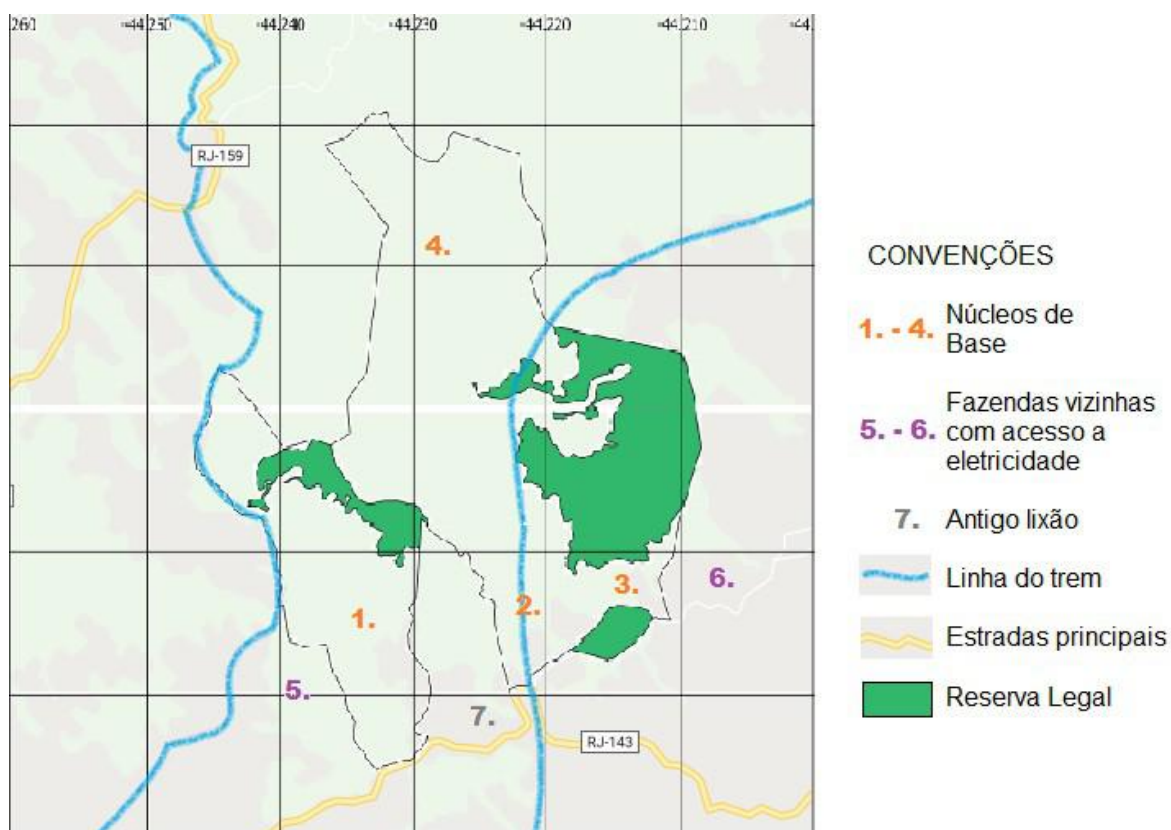 260 -44.250 -44.240 -44.230 -44.220 -44.210 -44.
RJ-159
4.
6.
3.
2.
1.
5.
7.
RJ-143
CONVENÇÕES
1. - 4. Núcleos de
Base
Fazendas vizinhas
5. - 6. com acesso a
eletricidade
7. Antigo lixão
Linha do trem
Estradas principais
Reserva Legal